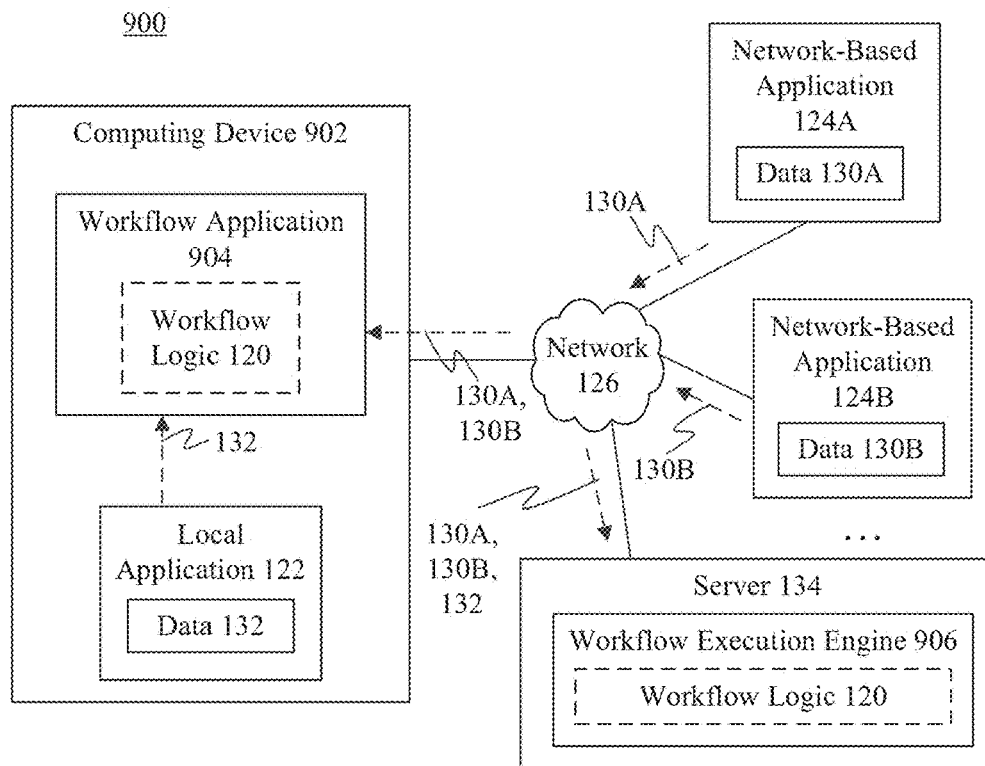 900
Computing Device 902
Workflow Application
904
Workflow
Logic 120
132
Local
Application 122
Data 132
130A,
130B
Network
126
130A
Network-Based
Application
124A
Data 130A
Network-Based
Application
124B
Data 130B
130B
130A,
130B,
132
...
Server 134
Workflow Execution Engine 906
Workflow Logic 120